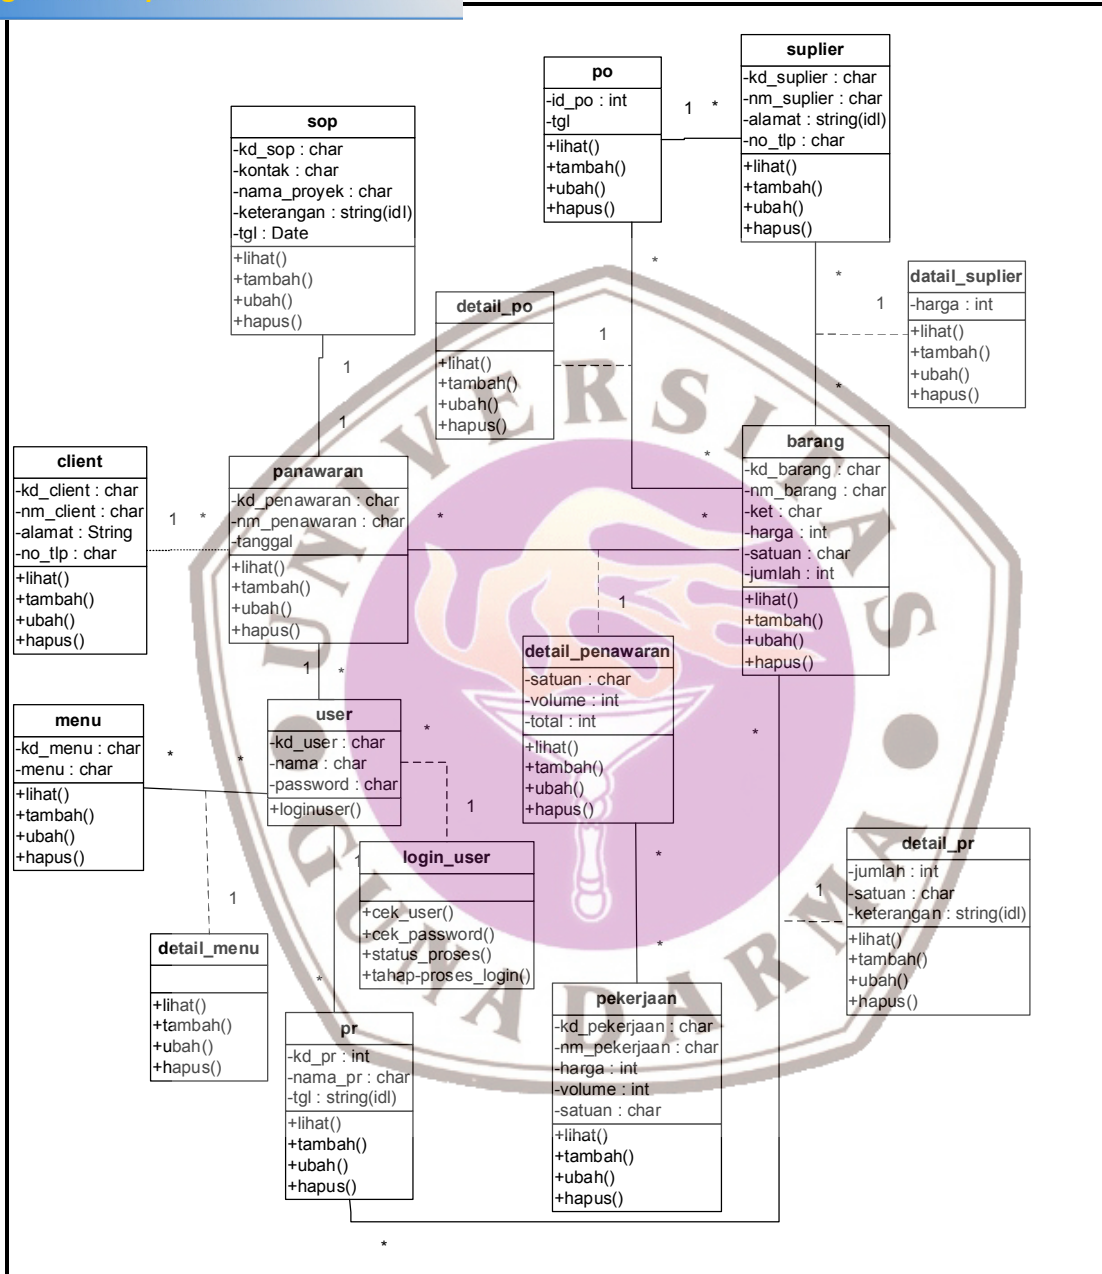 suplier
-kd_suplier : char
-nm_suplier : char
-alamat : string(idl)
-no_tlp : char
+lihat()
+tambah()
+ubah()
+hapus()
po
-id_po : int
-tgl
+lihat()
+tambah()
+ubah()
+hapus()
1 *
sop
-kd_sop : char
-kontak : char
-nama_proyek : char
-keterangan : string(idl)
-tgl : Date
+lihat()
+tambah()
+ubah()
+hapus()
*
*
datail_suplier
-harga : int
+lihat()
+tambah()
+ubah()
+hapus()
1
detail_po
+lihat()
+tambah()
+ubah()
+hapus()
1
1
1
*
*
client
-kd_client : char
-nm_client : char
-alamat : String
-no_tlp : char
+lihat()
+tambah()
+ubah()
+hapus()
1 *
panawaran
-kd_penawaran : char
-nm_penawaran : char
-tanggal
+lihat()
+tambah()
+ubah()
+hapus()
*
*
barang
-kd_barang : char
-nm_barang : char
-ket : char
-harga : int
-satuan : char
-jumlah : int
+lihat()
+tambah()
+ubah()
+hapus()
1
detail_penawaran
-satuan : char
-volume : int
-total : int
+lihat()
+tambah()
+ubah()
+hapus()
1 *
menu
-kd_menu : char
-menu : char
+lihat()
+tambah()
+ubah()
+hapus()
*
*
user
-kd_user : char
-nama : char
-password : char
+loginuser()
*
1
*
1
login_user
+cek_user()
+cek_password()
+status_proses()
+tahap-proses_login()
*
*
1
detail_pr
-jumlah : int
-satuan : char
-keterangan : string(idl)
+lihat()
+tambah()
+ubah()
+hapus()
1
detail_menu
+lihat()
+tambah()
+ubah()
+hapus()
*
pr
-kd_pr : int
-nama_pr : char
-tgl : string(idl)
+lihat()
+tambah()
+ubah()
+hapus()
pekerjaan
-kd_pekerjaan : char
-nm_pekerjaan : char
-harga : int
-volume : int
-satuan : char
+lihat()
+tambah()
+ubah()
+hapus()
*
UNIVERSITAS
GUNADARMA